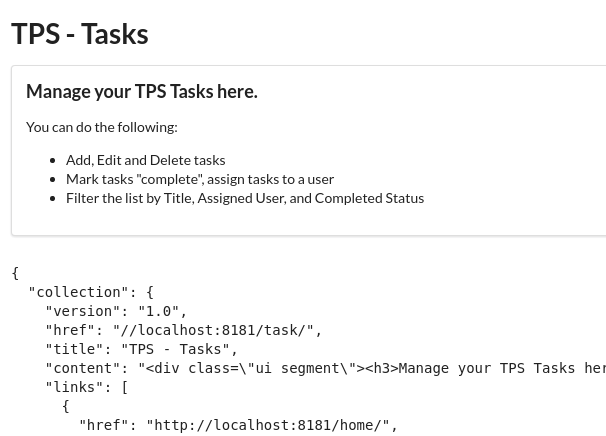 TPS - Tasks
Manage your TPS Tasks here.
You can do the following:
Add, Edit and Delete tasks
Mark tasks "complete", assign tasks to a user
Filter the list by Title, Assigned User, and Completed Status
{
"collection": {
"version": "1.0",
"href": "//localhost:8181/task/",
"title": "TPS - Tasks",
"content": "<div class=\"ui segment\"><h3>Manage your TPS Tasks her
"links": [
{
"href": "http://localhost:8181/home/",